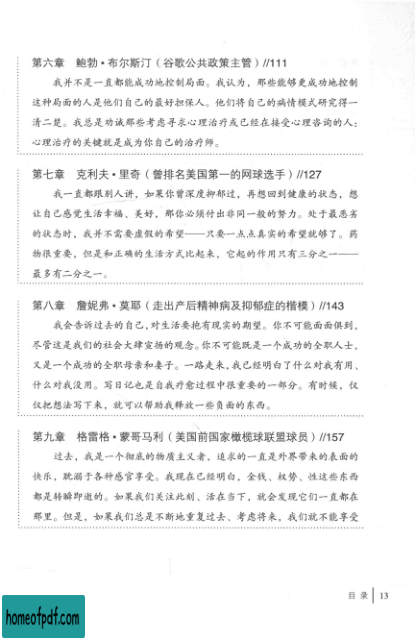 第六章　鲍勃·布尔斯汀（谷歌公共政策主管）//111
我并不是一直都能成功地控制局面。我认为，那些能够更成功地控制
这种局面的人是他们自己的最好担保人。他们将自己的病情模式研究得一
清二楚。我总是劝诫那些考虑寻求心理治疗或已经在接受心理咨询的人：
心理治疗的关键就是成为你自己的治疗师。
第七章　克利夫·里奇（曾排名美国第一的网球选手）//127
我一直都跟别人讲，如果你曾深度抑郁过，再想回到健康的状态，想
让自己感觉生活幸福、美好，那你必须付出非同一般的努力。处于最恶劣
的状态时，我并不需要虚假的希望——只要一点点真实的希望就够了。药
物很重要，但是和正确的生活方式比起来，它起的作用只有三分之一——
最多有二分之一。
第八章　詹妮弗·莫耶（走出产后精神病及抑郁症的楷模）//143
我会告诉过去的自己，对生活要抱有现实的期望。你不可能面面俱到，
尽管这是我们的社会大肆宣扬的观念。你不可能既是一个成功的全职人士，
又是一个成功的全职母亲和妻子。一路走来，我已经明白了什么对我有用、
什么对我没用。写日记也是自我疗愈过程中很重要的一部分。有时候，仅
仅把想法写下来，就可以帮助我释放一些负面的东西。
第九章　格雷格·蒙哥马利（美国前国家橄榄球联盟球员）//157
过去，我是一个彻底的物质主义者，追求的一直是外界带来的表面的
快乐，耽溺于各种感官享受。我现在已经明白，金钱、权势、性这些东西
都是转瞬即逝的。如果我们关注此刻、活在当下，就会发现它们一直都在
那里。但是，如果我们总是不断地重复过去、考虑将来，我们就不能享受
目 录　13
homeofpdf.com